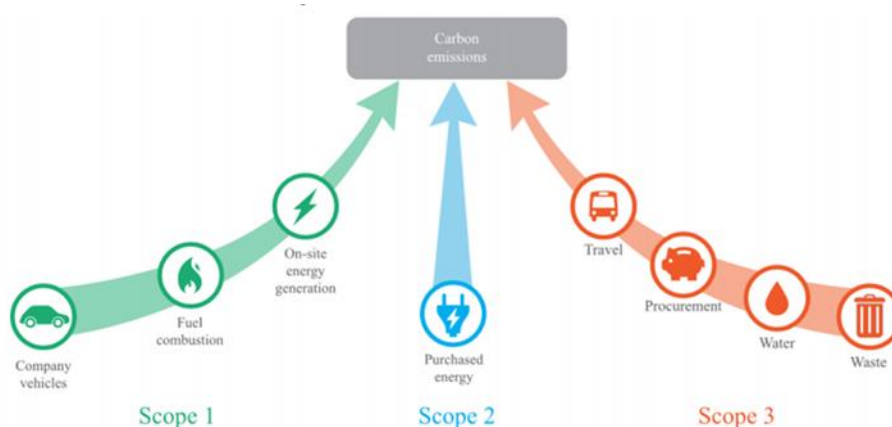 Carbon
emissions
On-site
energy
generation
Travel
Fuel
combustion
Procurement
Company
vehicles
Purchased
energy
Water
Waste
Scope 1
Scope 2
Scope 3